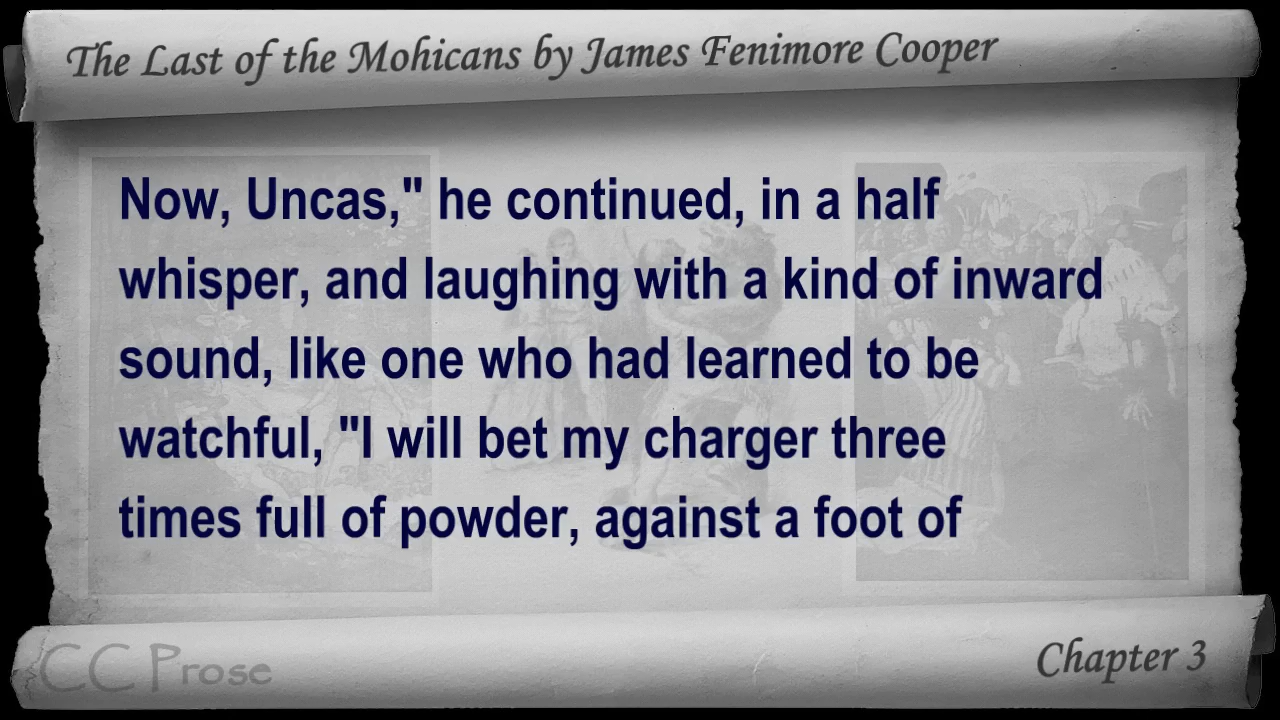 The Last of the Mohicans by James Fenimore Cooper
Now, Uncas," he continued, in a half
whisper, and laughing with a kind of inward
sound, like one who had learned to be
watchful, "I will bet my charger three
times full of powder, against a foot of
CC Prose
Chapter 3